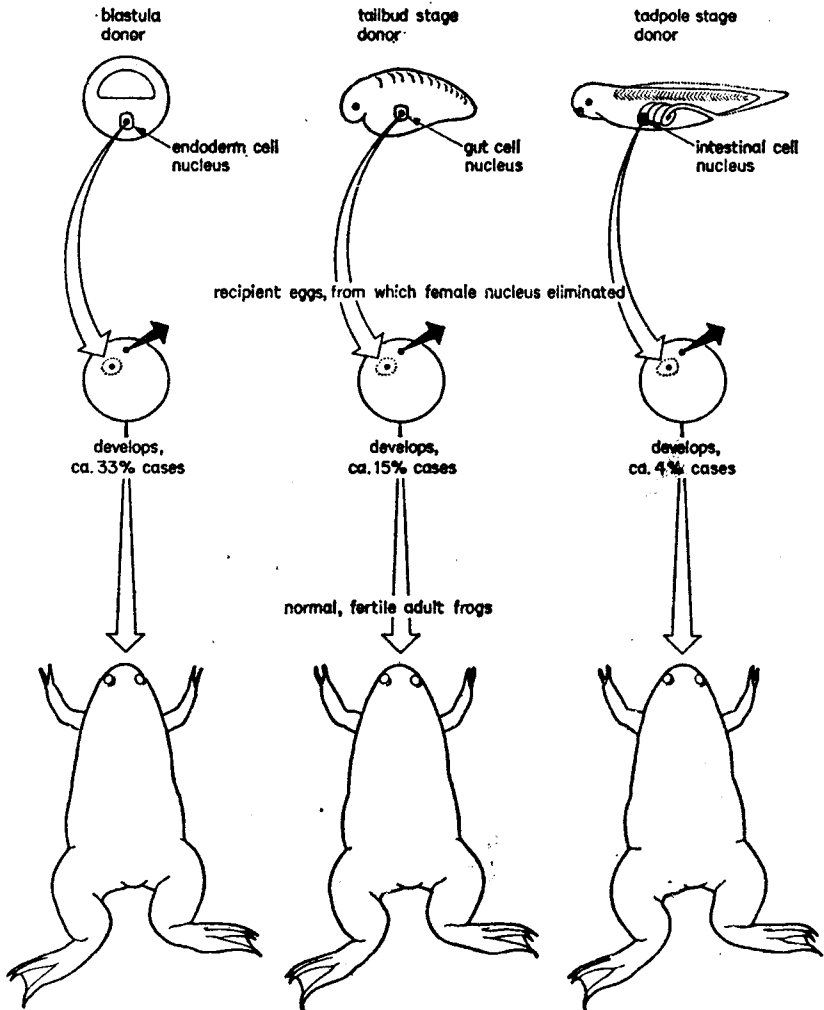 blastula
donor
tailbud stage
donor
tadpole stage
donor
endoderm cell
nucleus
gut cell
nucleus
intestinal cell
nucleus
recipient eggs, from which female nucleus eliminated
develops,
ca. 33% cases
develops,
ca. 15% cases
develops,
ca. 4% cases
normal, fertile adult frogs